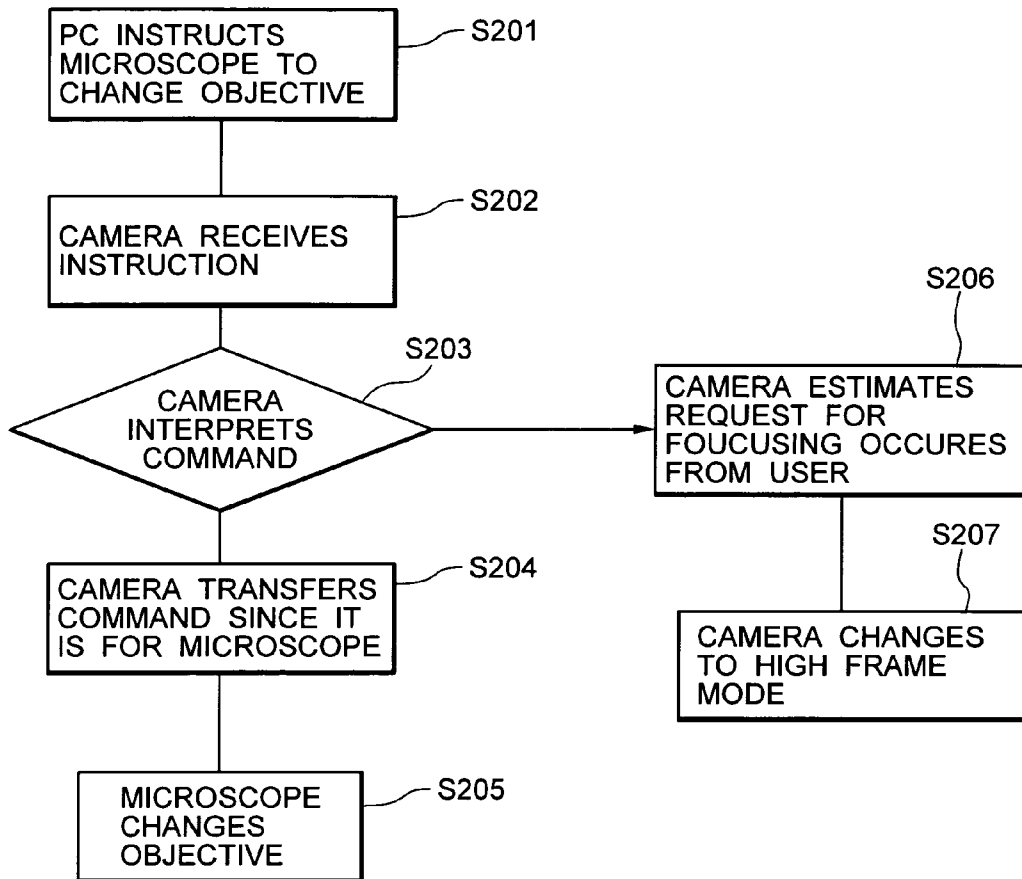 PC INSTRUCTS
MICROSCOPE TO
CHANGE OBJECTIVE
S201
CAMERA RECEIVES
INSTRUCTION
S202
CAMERA
INTERPRETS
COMMAND
S203
CAMERA TRANSFERS
COMMAND SINCE IT
IS FOR MICROSCOPE
S204
MICROSCOPE
CHANGES
OBJECTIVE
S205
CAMERA ESTIMATES
REQUEST FOR
FOUCUSING OCCURES
FROM USER
S206
CAMERA CHANGES
TO HIGH FRAME
MODE
S207